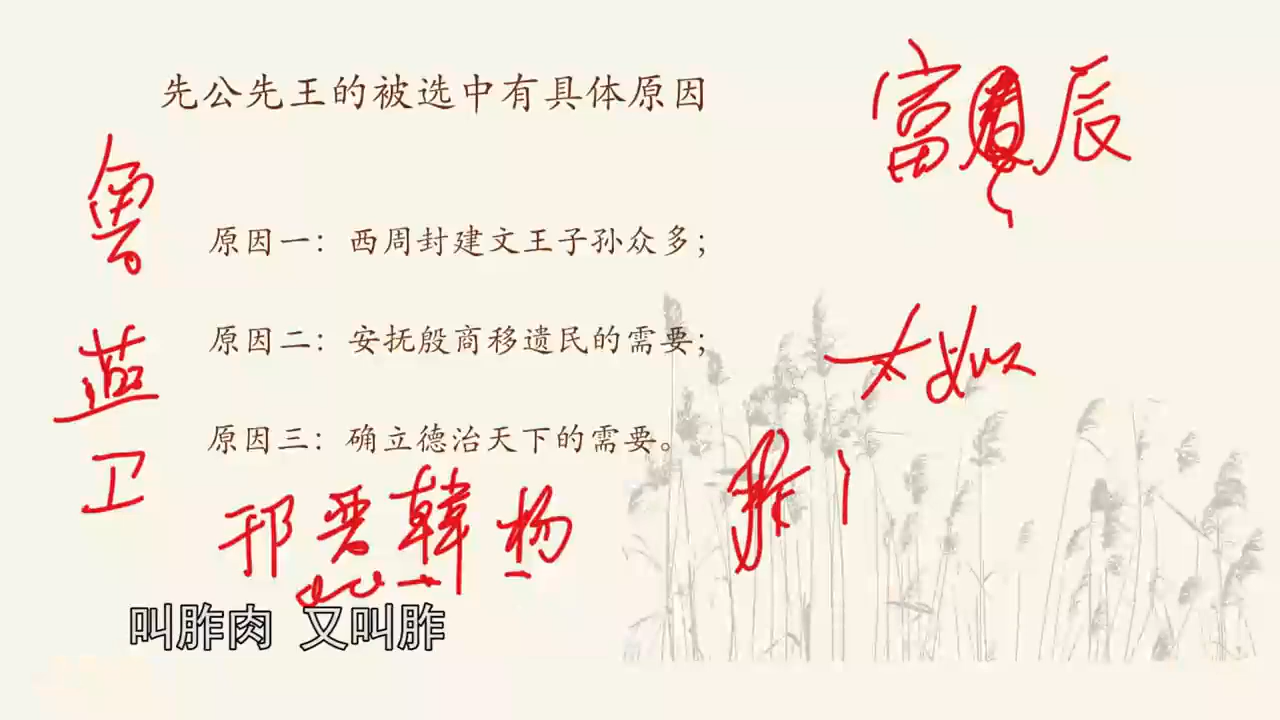 先公先王的被选中有具体原因
富辰
鲁
原因一：西周封建文王子孙众多；
原因二：安抚殷商移遗民的需要；
太姒
卫
原因三：确立德治天下的需要。
邗晋韩杨
胙
叫胙肉 又叫胙